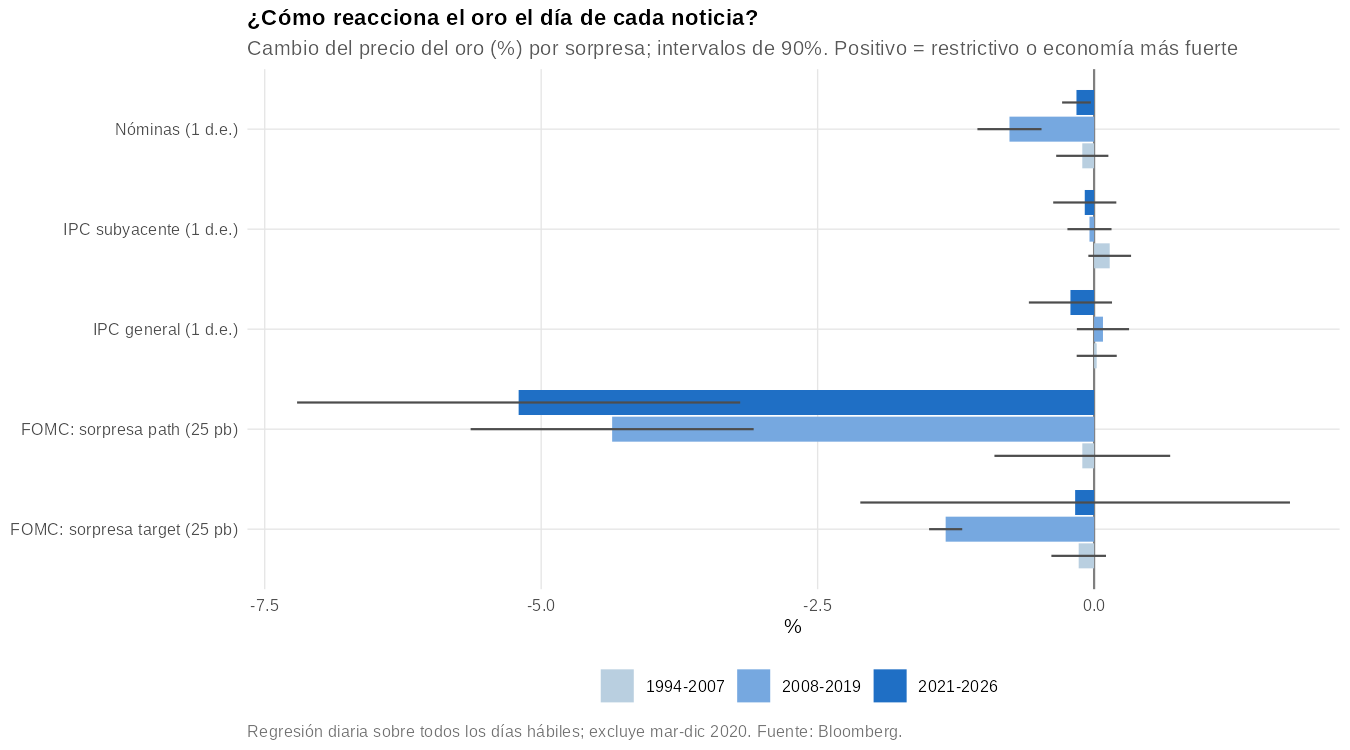 ¿Cómo reacciona el oro el día de cada noticia?
Cambio del precio del oro (%) por sorpresa; intervalos de 90%. Positivo = restrictivo o economía más fuerte
Nóminas (1 d.e.)
IPC subyacente (1 d.e.)
IPC general (1 d.e.)
FOMC: sorpresa path (25 pb)
FOMC: sorpresa target (25 pb)
-7.5 -5.0 -2.5 0.0
%
1994-2007 2008-2019 2021-2026
Regresión diaria sobre todos los días hábiles; excluye mar-dic 2020. Fuente: Bloomberg.